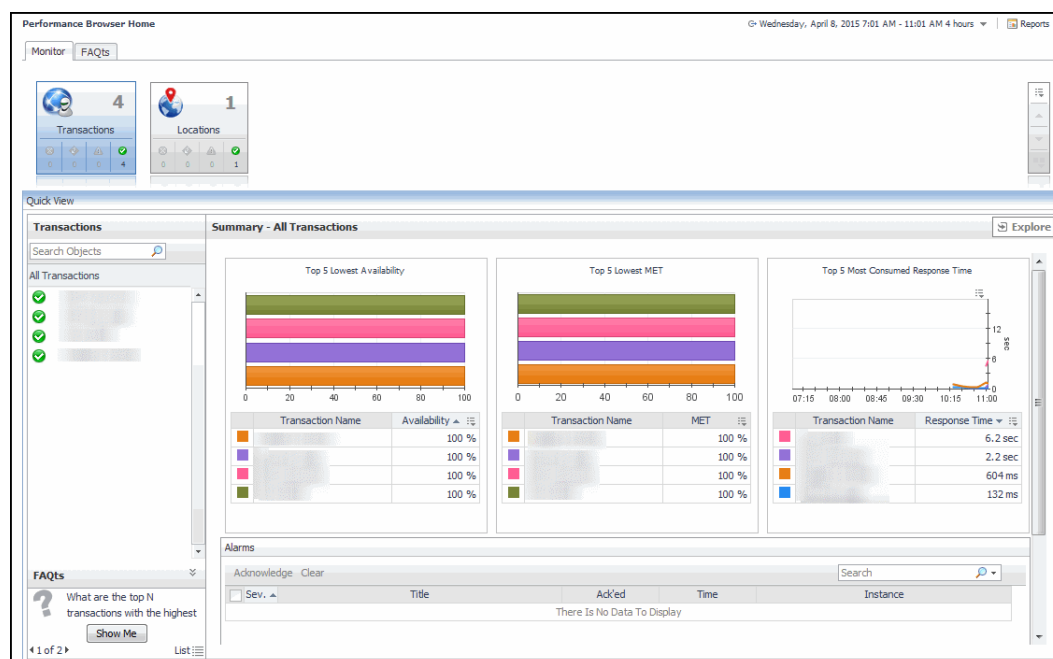 Performance Browser Home
Wednesday, April 8, 2015 7:01 AM - 11:01 AM 4 hours
Reports
Monitor
FAQts
4
Transactions
0 0 0 4
1
Locations
0 0 0 1
Quick View
Transactions
Search Objects
All Transactions
Summary - All Transactions
Explore
Top 5 Lowest Availability
0 20 40 60 80 100
Transaction Name Availability
100 %
100 %
100 %
100 %
Top 5 Lowest MET
0 20 40 60 80 100
Transaction Name MET
100 %
100 %
100 %
100 %
Top 5 Most Consumed Response Time
12
sec
6
0
07:15 08:00 08:45 09:30 10:15 11:00
Transaction Name Response Time
6.2 sec
2.2 sec
604 ms
132 ms
FAQts
What are the top N
transactions with the highest
Show Me
1 of 2
List
Alarms
Acknowledge Clear
Search
Sev. Title Ack'ed Time Instance
There Is No Data To Display